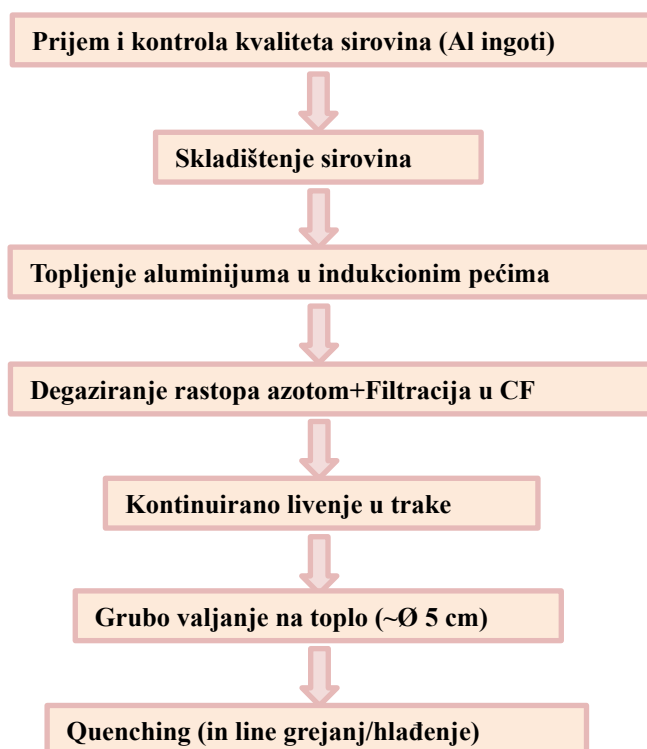 Prijem i kontrola kvaliteta sirovina (Al ingoti)
Skladištenje sirovina
Topljenje aluminijuma u indukcionim pećima
Degaziranje rastopa azotom+Filtracija u CF
Kontinuirano livenje u trake
Grubo valjanje na toplo (~Ø 5 cm)
Quenching (in line grejanj/hlađenje)